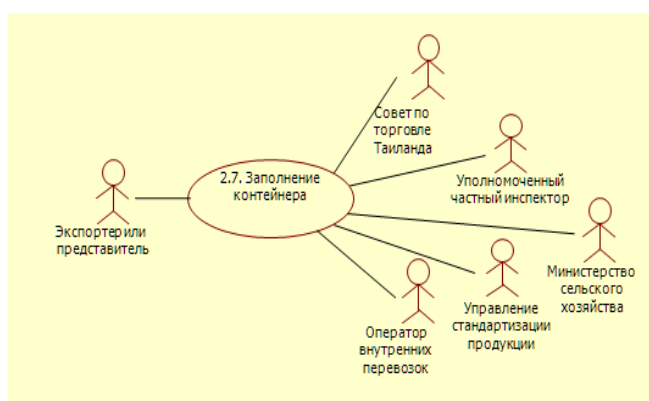 Совет по
торговле
Таиланда
Уполномоченный
частный инспектор
2.7. Заполнение
контейнера
Экспортер или
представитель
Министерство
сельского
хозяйства
Управление
стандартизации
продукции
Оператор
внутренних
перевозок